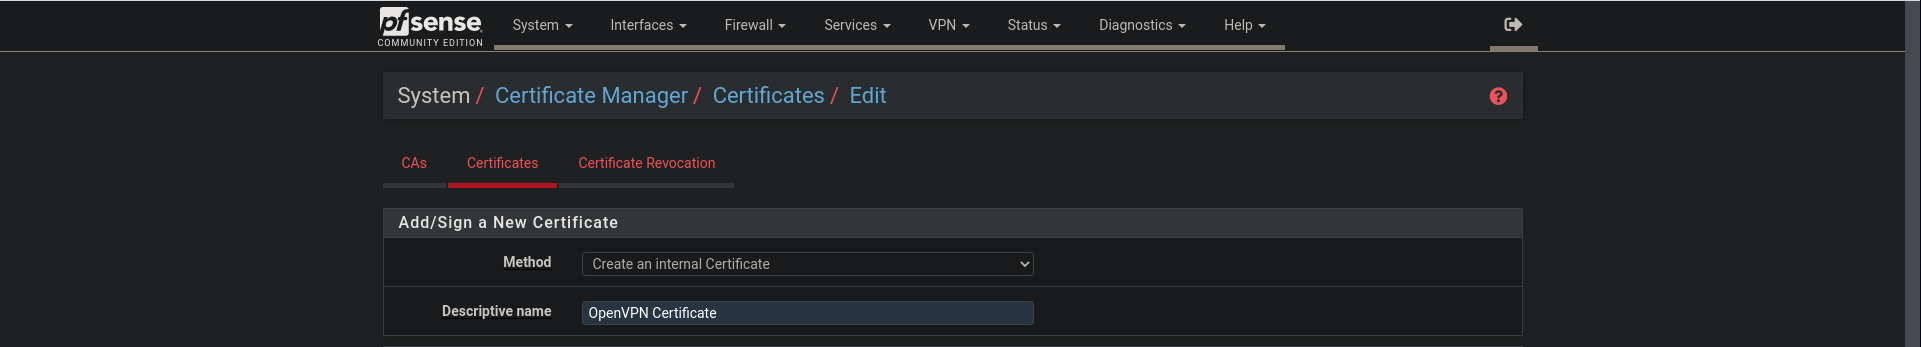 pfsense
COMMUNITY EDITION
System Interfaces Firewall Services VPN Status Diagnostics Help
System / Certificate Manager / Certificates / Edit
CAs Certificates Certificate Revocation
Add/Sign a New Certificate
Method Create an internal Certificate
Descriptive name OpenVPN Certificate